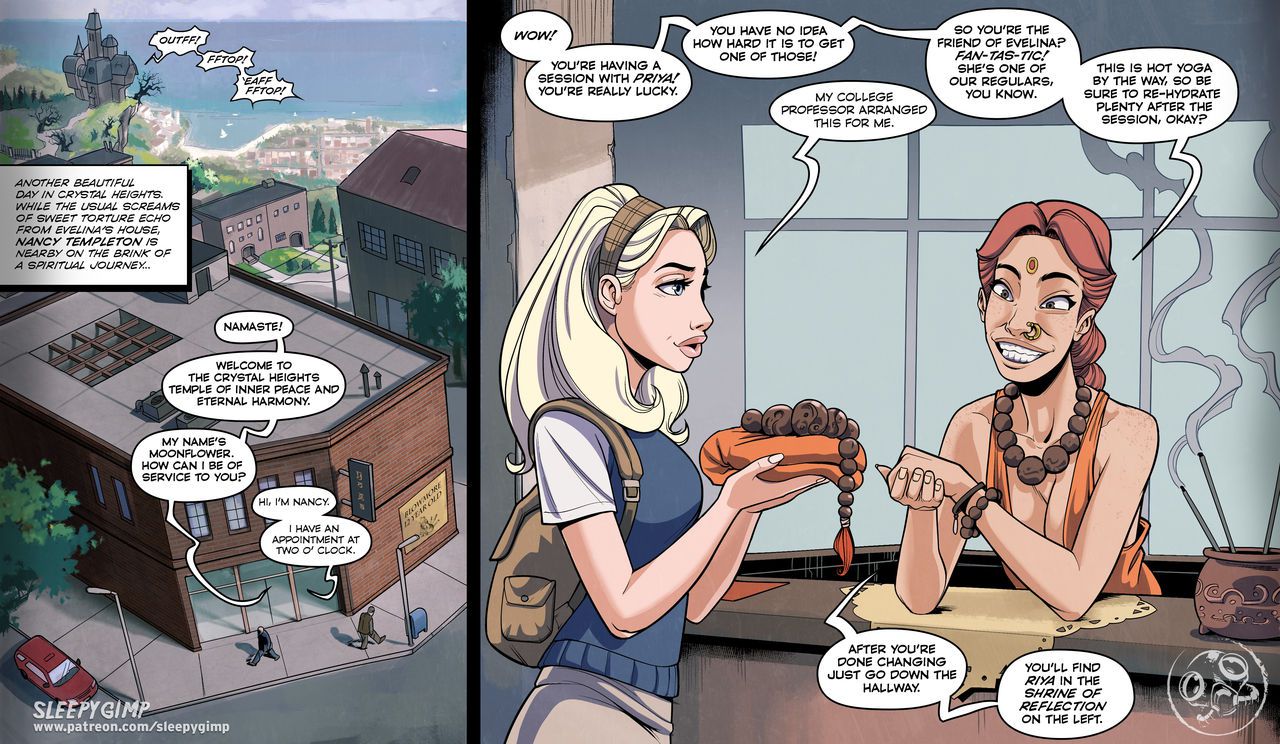 OUTFF!
FFTOP!
EAFF
FFTOP!
ANOTHER BEAUTIFUL
DAY IN CRYSTAL HEIGHTS.
WHILE THE USUAL SCREAMS
OF SWEET TORTURE ECHO
FROM EVELINA'S HOUSE,
NANCY TEMPLETON IS
NEARBY ON THE BRINK OF
A SPIRITUAL JOURNEY...
NAMASTE!
WELCOME TO
THE CRYSTAL HEIGHTS
TEMPLE OF INNER PEACE AND
ETERNAL HARMONY.
MY NAME'S
MOONFLOWER.
HOW CAN I BE OF
SERVICE TO YOU?
HI, I'M NANCY.
I HAVE AN
APPOINTMENT AT
TWO O' CLOCK.
BLOWMORE
12 YEAR OLD
SLEEPYGIMP
www.patreon.com/sleepygimp
WOW!
YOU'RE HAVING A
SESSION WITH PRIYA!
YOU'RE REALLY LUCKY.
YOU HAVE NO IDEA
HOW HARD IT IS TO GET
ONE OF THOSE!
MY COLLEGE
PROFESSOR ARRANGED
THIS FOR ME.
SO YOU'RE THE
FRIEND OF EVELINA?
FAN-TAS-TIC!
SHE'S ONE OF
OUR REGULARS,
YOU KNOW.
THIS IS HOT YOGA
BY THE WAY, SO BE
SURE TO RE-HYDRATE
PLENTY AFTER THE
SESSION, OKAY?
AFTER YOU'RE
DONE CHANGING
JUST GO DOWN THE
HALLWAY.
YOU'LL FIND
RIYA IN THE
SHRINE OF
REFLECTION
ON THE LEFT.